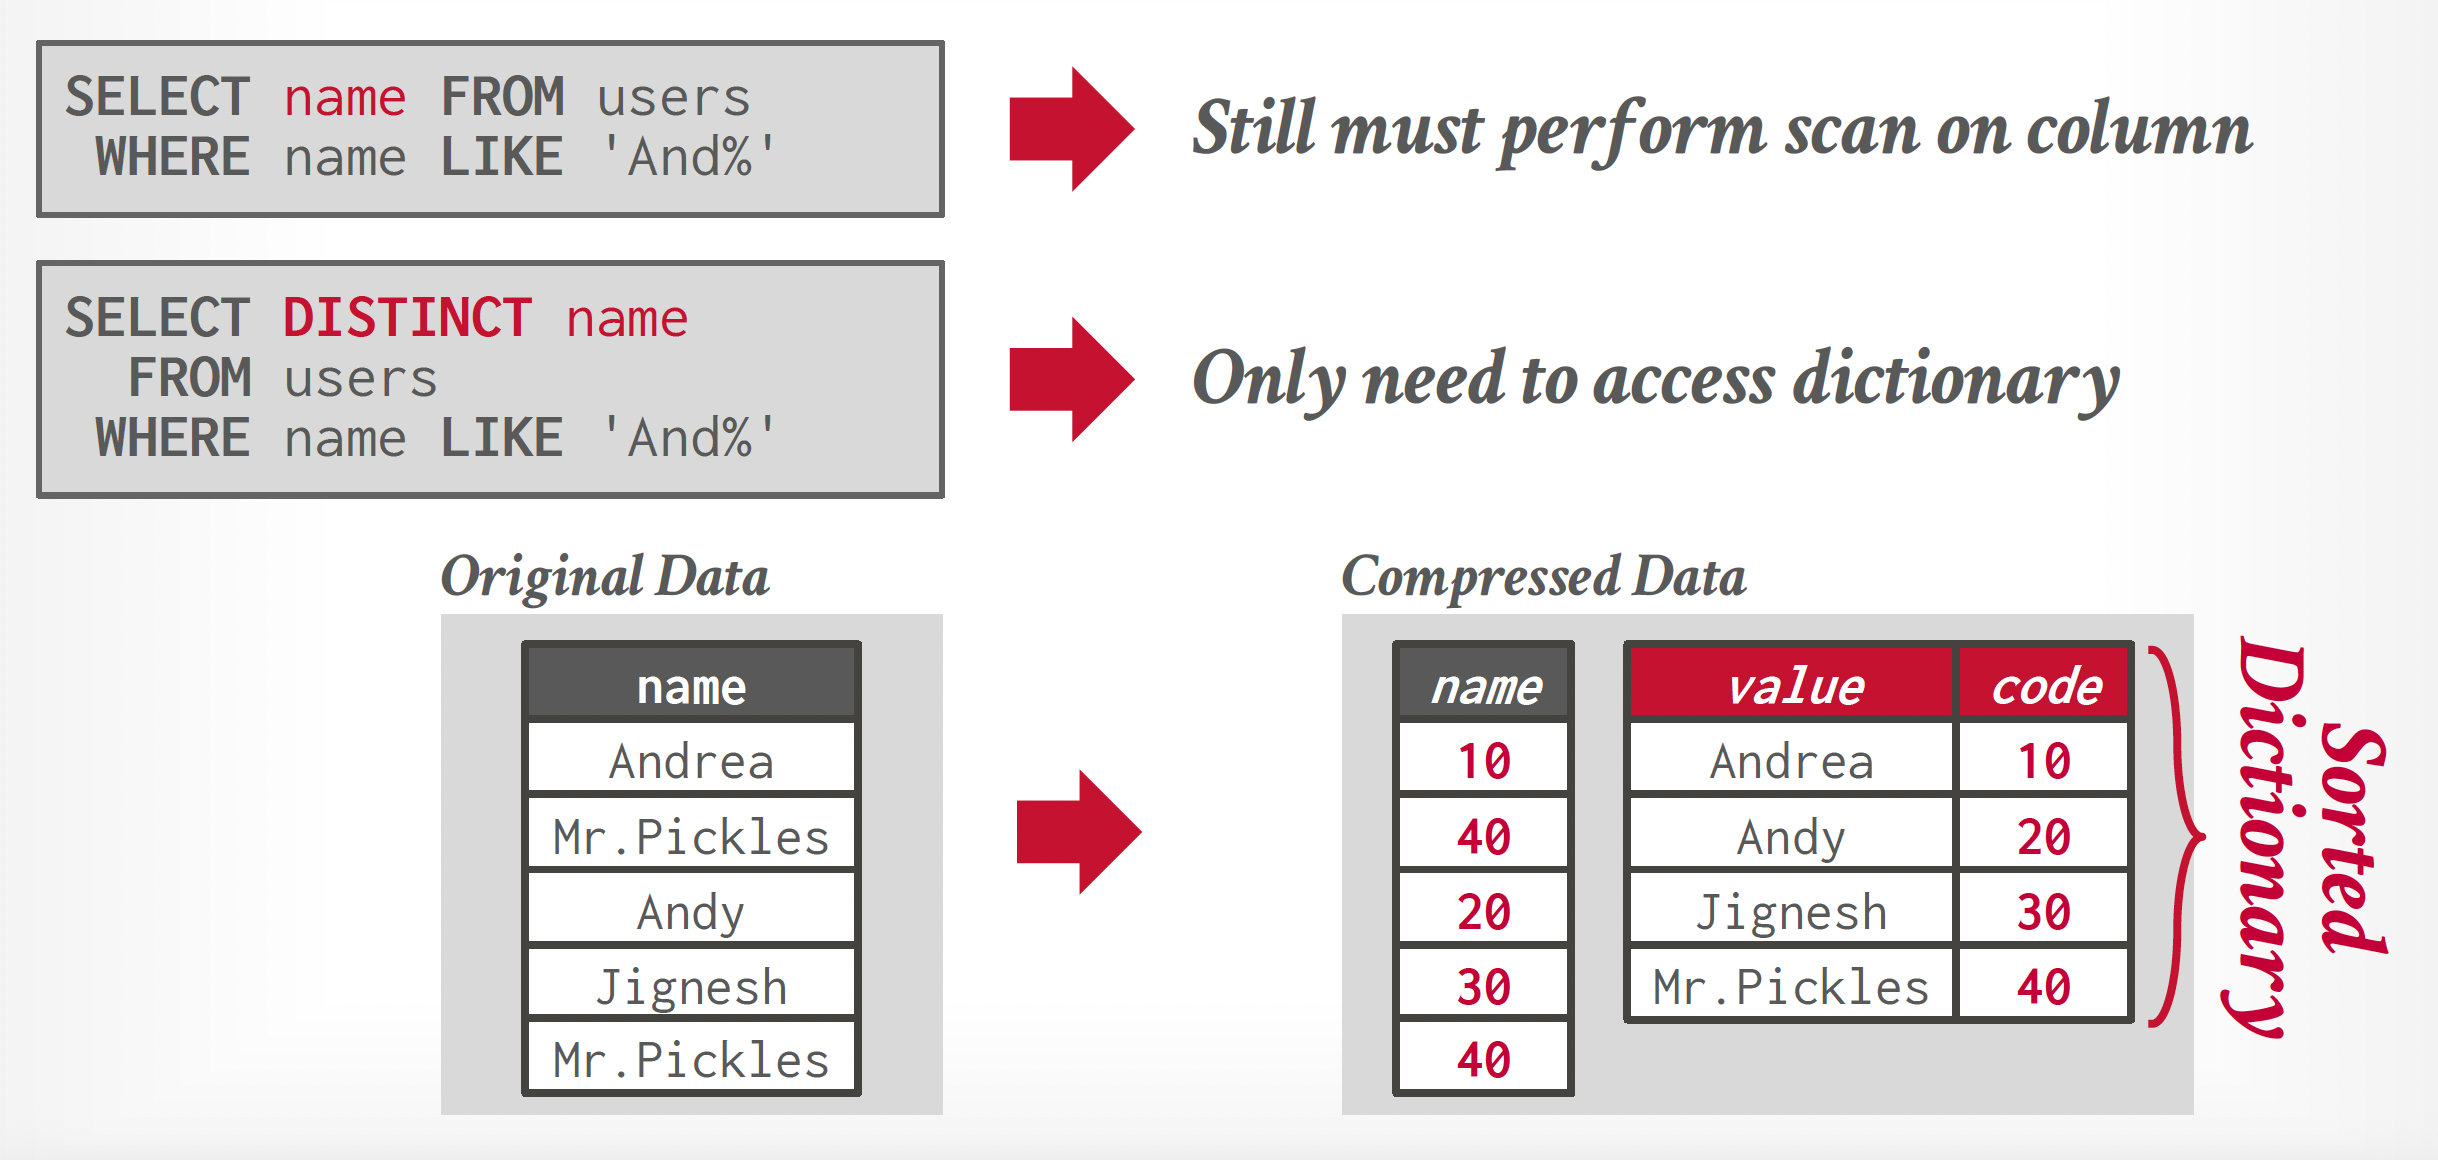 SELECT name FROM users
WHERE name LIKE 'And%'
Still must perform scan on column
SELECT DISTINCT name
FROM users
WHERE name LIKE 'And%'
Only need to access dictionary
Original Data
name
Andrea
Mr.Pickles
Andy
Jignesh
Mr.Pickles
Compressed Data
name
10
40
20
30
40
value code
Andrea 10
Andy 20
Jignesh 30
Mr.Pickles 40
Sorted
Dictionary